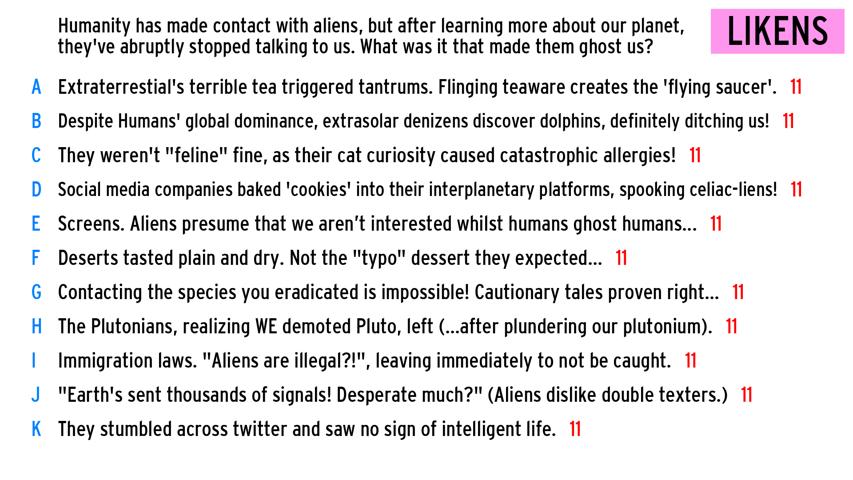 Humanity has made contact with aliens, but after learning more about our planet,
they've abruptly stopped talking to us. What was it that made them ghost us?
LIKENS
A Extraterrestial's terrible tea triggered tantrums. Flinging teaware creates the 'flying saucer'. 11
B Despite Humans' global dominance, extrasolar denizens discover dolphins, definitely ditching us! 11
C They weren't "feline" fine, as their cat curiosity caused catastrophic allergies! 11
D Social media companies baked 'cookies' into their interplanetary platforms, spooking celiac-liens! 11
E Screens. Aliens presume that we aren’t interested whilst humans ghost humans... 11
F Deserts tasted plain and dry. Not the "typo" dessert they expected... 11
G Contacting the species you eradicated is impossible! Cautionary tales proven right... 11
H The Plutonians, realizing WE demoted Pluto, left (...after plundering our plutonium). 11
I Immigration laws. "Aliens are illegal?!", leaving immediately to not be caught. 11
J "Earth's sent thousands of signals! Desperate much?" (Aliens dislike double texters.) 11
K They stumbled across twitter and saw no sign of intelligent life. 11